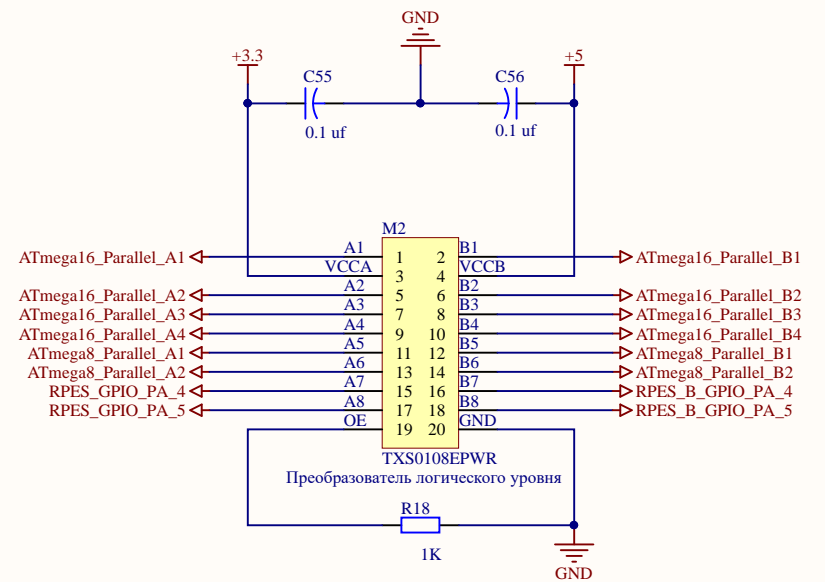 GND
+3.3
+5
C55
C56
0.1 uf
0.1 uf
M2
A1
1
2
B1
ATmega16_Parallel_A1
ATmega16_Parallel_B1
VCCA
3
4
VCCB
A2
5
6
B2
ATmega16_Parallel_A2
ATmega16_Parallel_B2
A3
7
8
B3
ATmega16_Parallel_A3
ATmega16_Parallel_B3
A4
9
10
B4
ATmega16_Parallel_A4
ATmega16_Parallel_B4
A5
11
12
B5
ATmega8_Parallel_A1
ATmega8_Parallel_B1
A6
13
14
B6
ATmega8_Parallel_A2
ATmega8_Parallel_B2
A7
15
16
B7
RPES_GPIO_PA_4
RPES_B_GPIO_PA_4
A8
17
18
B8
RPES_GPIO_PA_5
RPES_B_GPIO_PA_5
OE
19
20
GND
TXS0108EPWR
Преобразователь логического уровня
R18
1K
GND